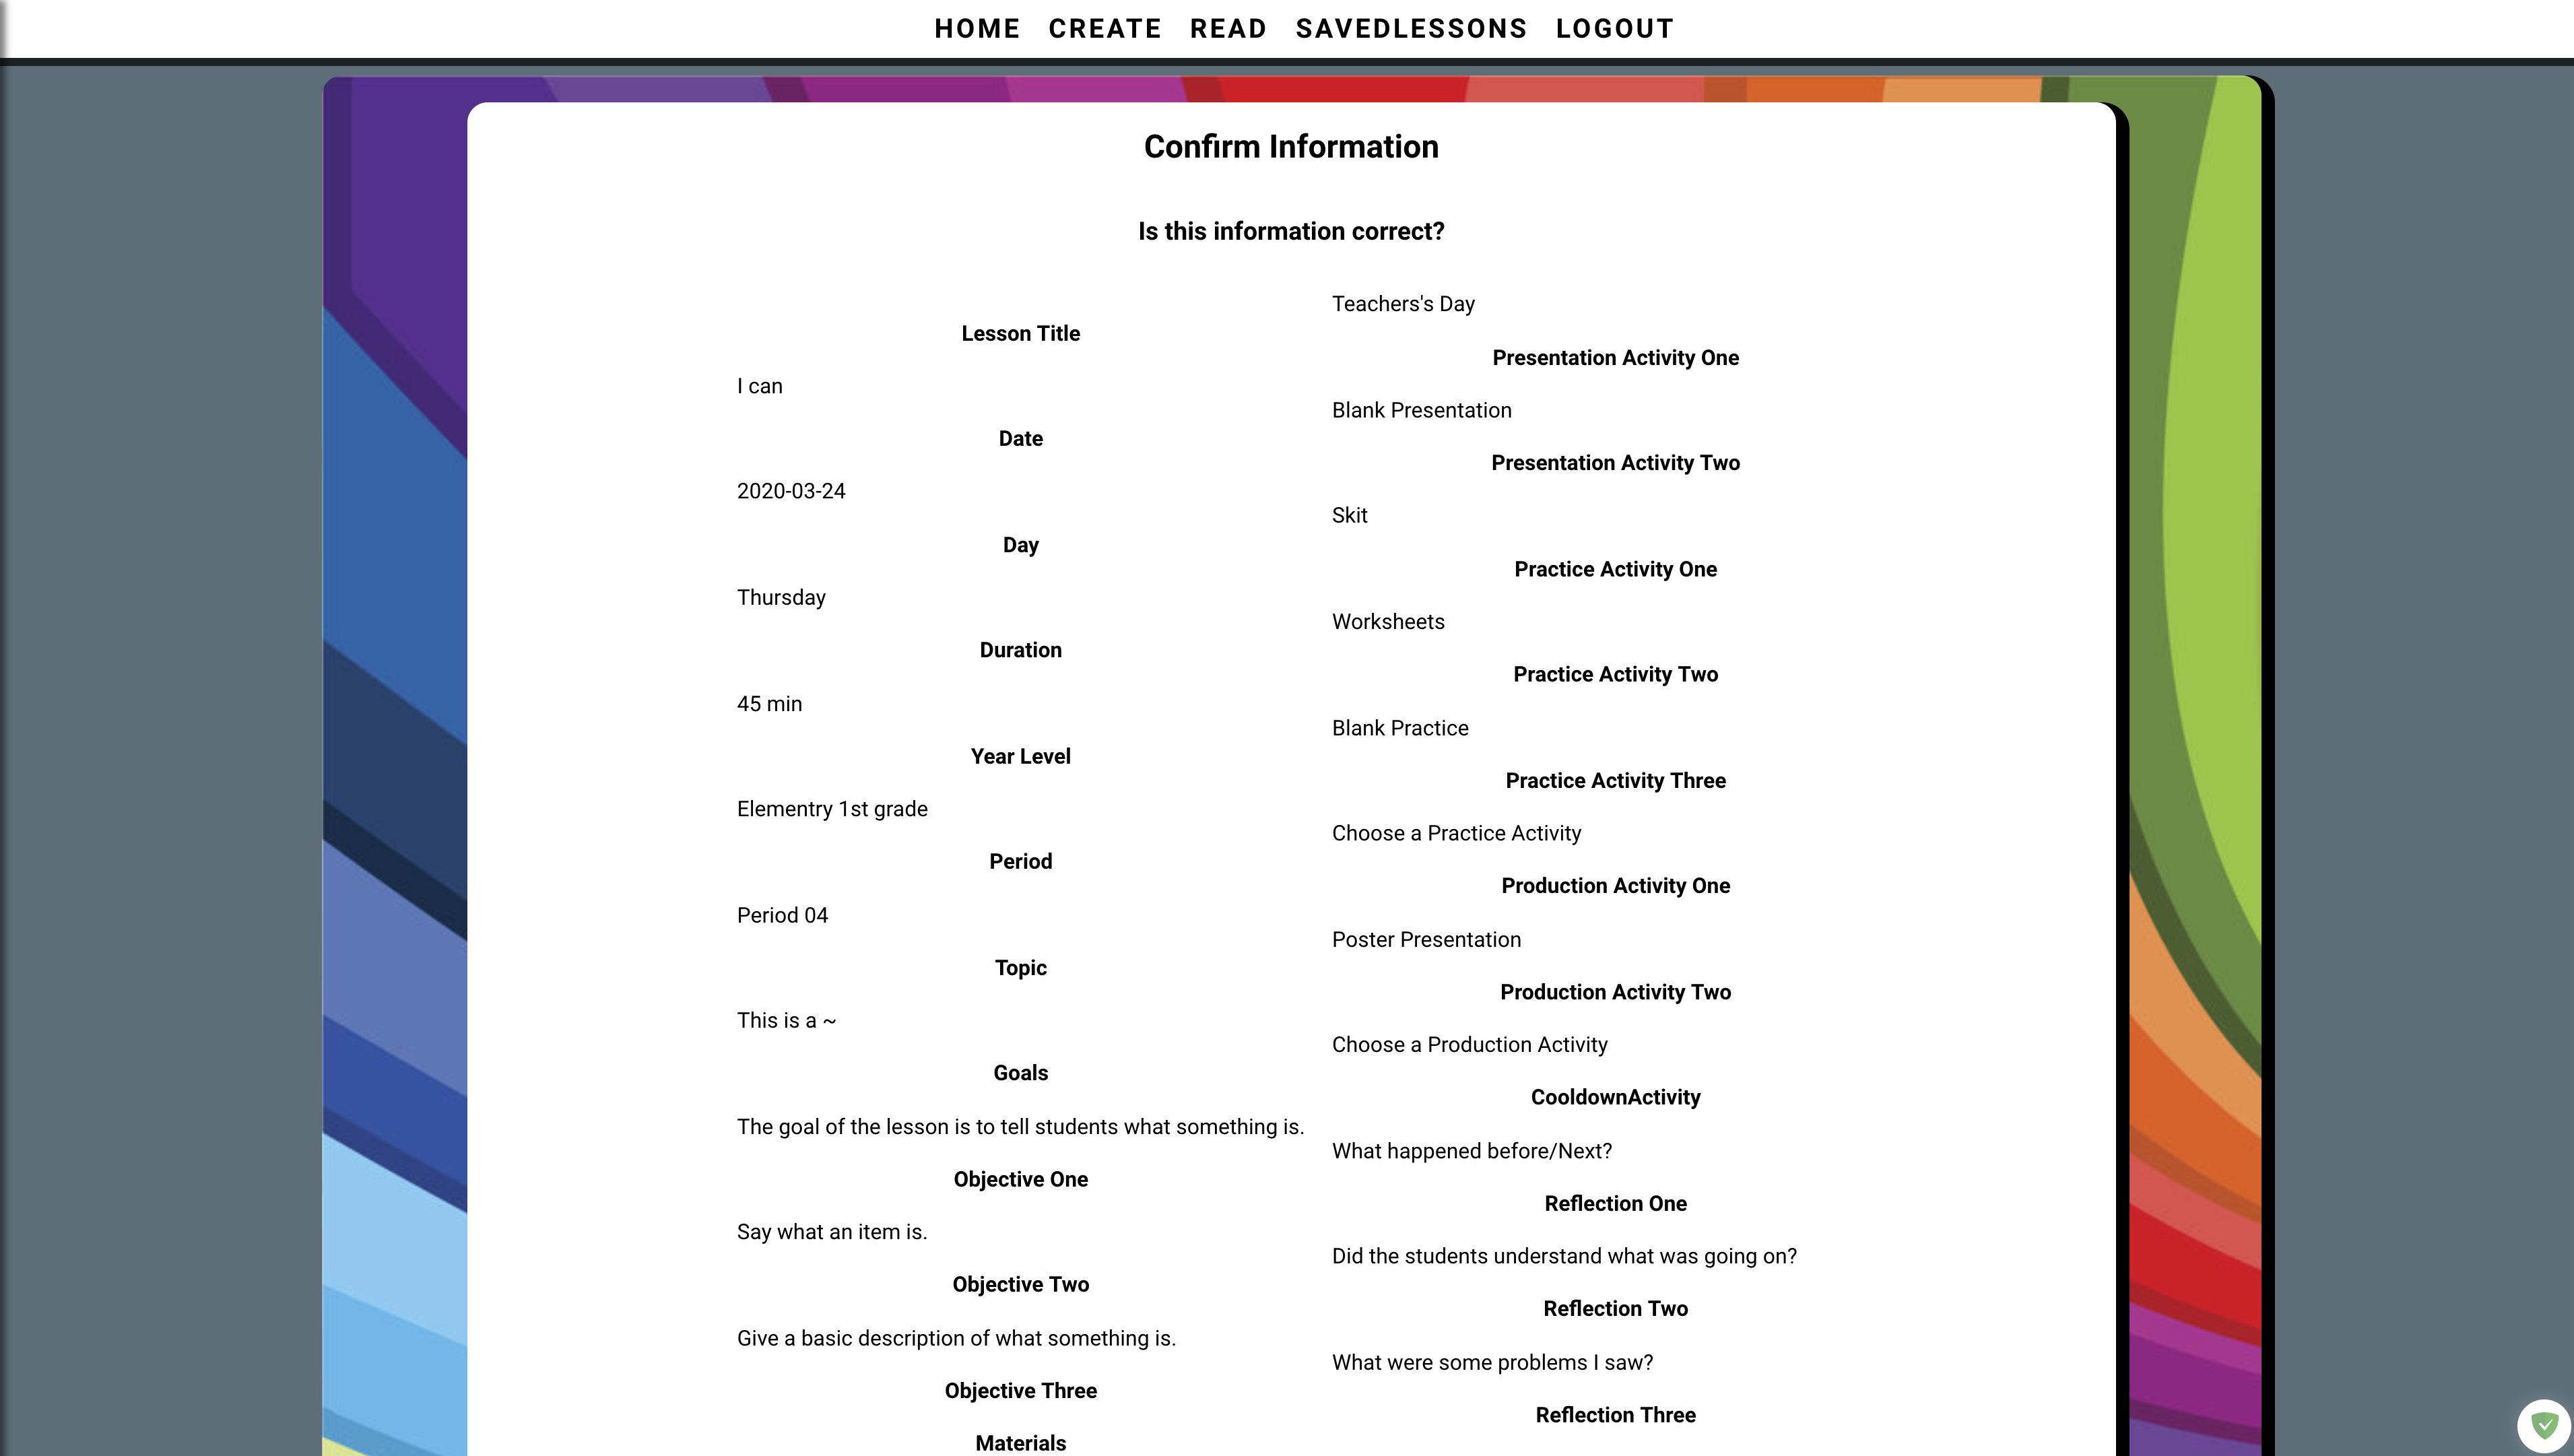 HOME CREATE READ SAVEDLESSONS LOGOUT
Confirm Information
Is this information correct?
Lesson Title
I can
Date
2020-03-24
Day
Thursday
Duration
45 min
Year Level
Elementry 1st grade
Period
Period 04
Topic
This is a ~
Goals
The goal of the lesson is to tell students what something is.
Objective One
Say what an item is.
Objective Two
Give a basic description of what something is.
Objective Three
Materials
Teachers's Day
Presentation Activity One
Blank Presentation
Presentation Activity Two
Skit
Practice Activity One
Worksheets
Practice Activity Two
Blank Practice
Practice Activity Three
Choose a Practice Activity
Production Activity One
Poster Presentation
Production Activity Two
Choose a Production Activity
CooldownActivity
What happened before/Next?
Reflection One
Did the students understand what was going on?
Reflection Two
What were some problems I saw?
Reflection Three